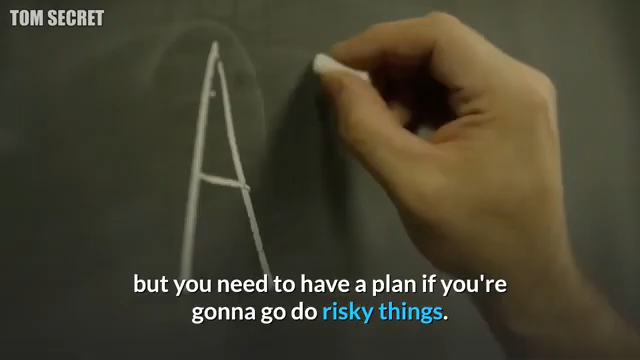 TOM SECRET
A
but you need to have a plan if you're
gonna go do risky things.